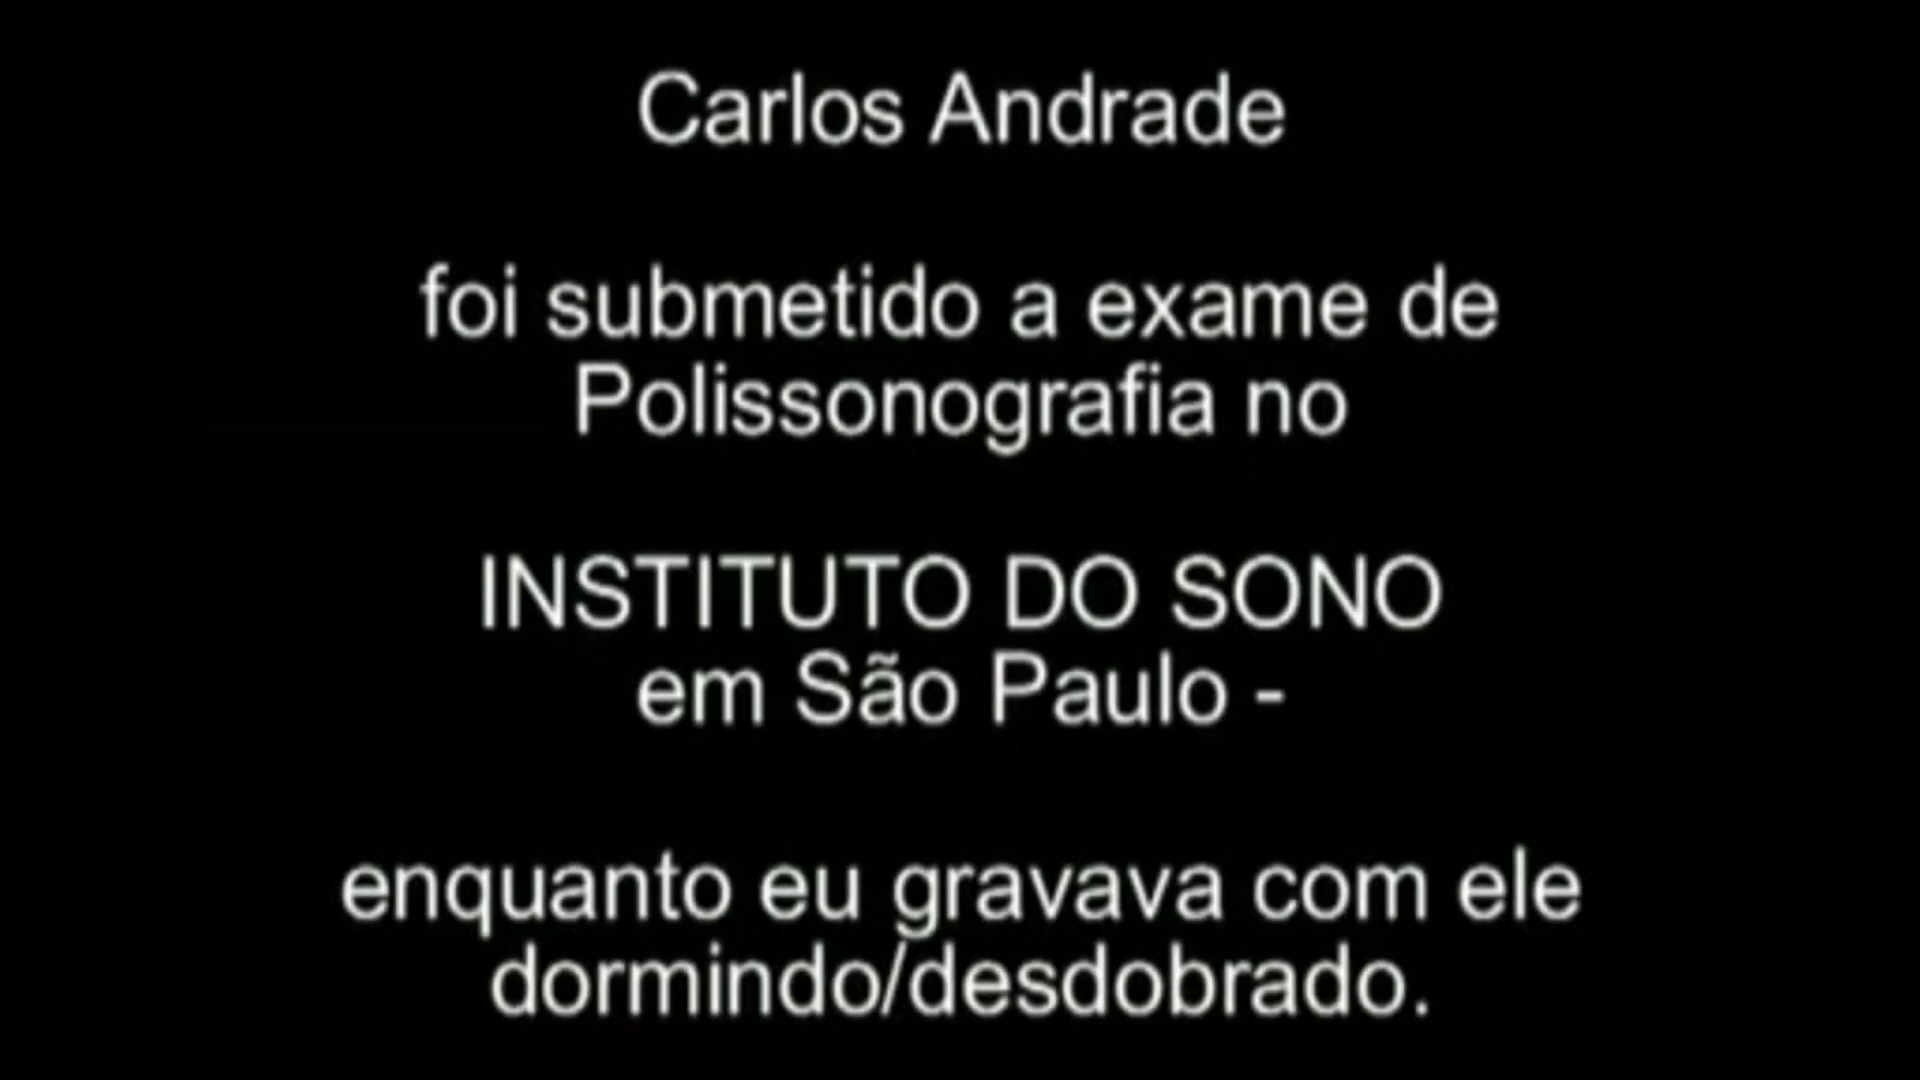 Carlos Andrade
foi submetido a exame de
Polissonografia no
INSTITUTO DO SONO
em São Paulo -
enquanto eu gravava com ele
dormindo/desdobrado.